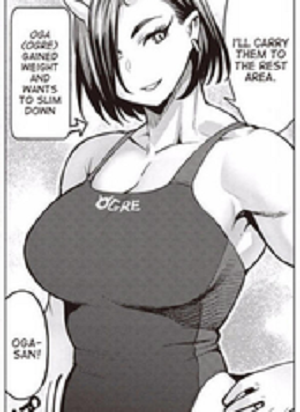 I'LL CARRY
THEM TO
THE REST
AREA.
OGA
(OGRE)
GAINED
WEIGHT
AND
WANTS
TO SLIM
DOWN
OGRE
OGA-
SAN?